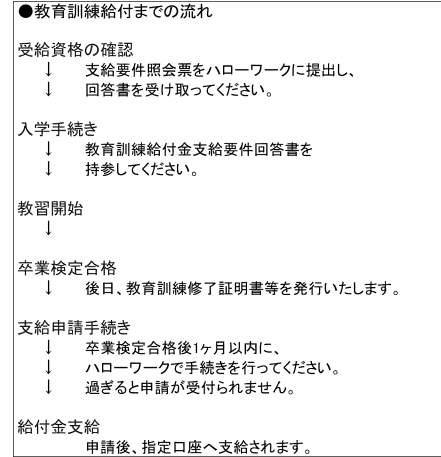 ●教育訓練給付までの流れ
受給資格の確認
↓ 支給要件照会票をハローワークに提出し、
↓ 回答書を受け取ってください。
入学手続き
↓ 教育訓練給付金支給要件回答書を
↓ 持参してください。
教習開始
↓
卒業検定合格
↓ 後日、教育訓練修了証明書等を発行いたします。
支給申請手続き
↓ 卒業検定合格後1ヶ月以内に、
↓ ハローワークで手続きを行ってください。
↓ 過ぎると申請が受付られません。
給付金支給
申請後、指定口座へ支給されます。